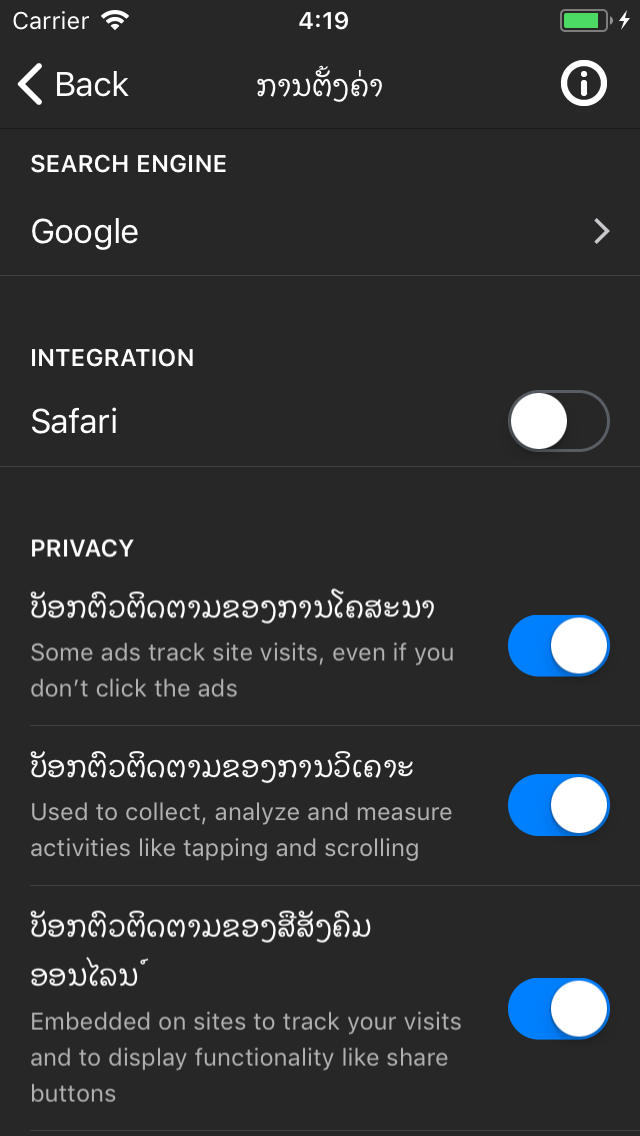 Carrier 4:19
Back ການຕັ້ງຄ່າ
SEARCH ENGINE
Google
INTEGRATION
Safari
PRIVACY
ບັອກຕົວຕິດຕາມຂອງການໂຄສະນາ
Some ads track site visits, even if you
don’t click the ads
ບັອກຕົວຕິດຕາມຂອງການວິເຄາະ
Used to collect, analyze and measure
activities like tapping and scrolling
ບັອກຕົວຕິດຕາມຂອງສືສັງຄົມ
ອອນໄລນ໌
Embedded on sites to track your visits
and to display functionality like share
buttons